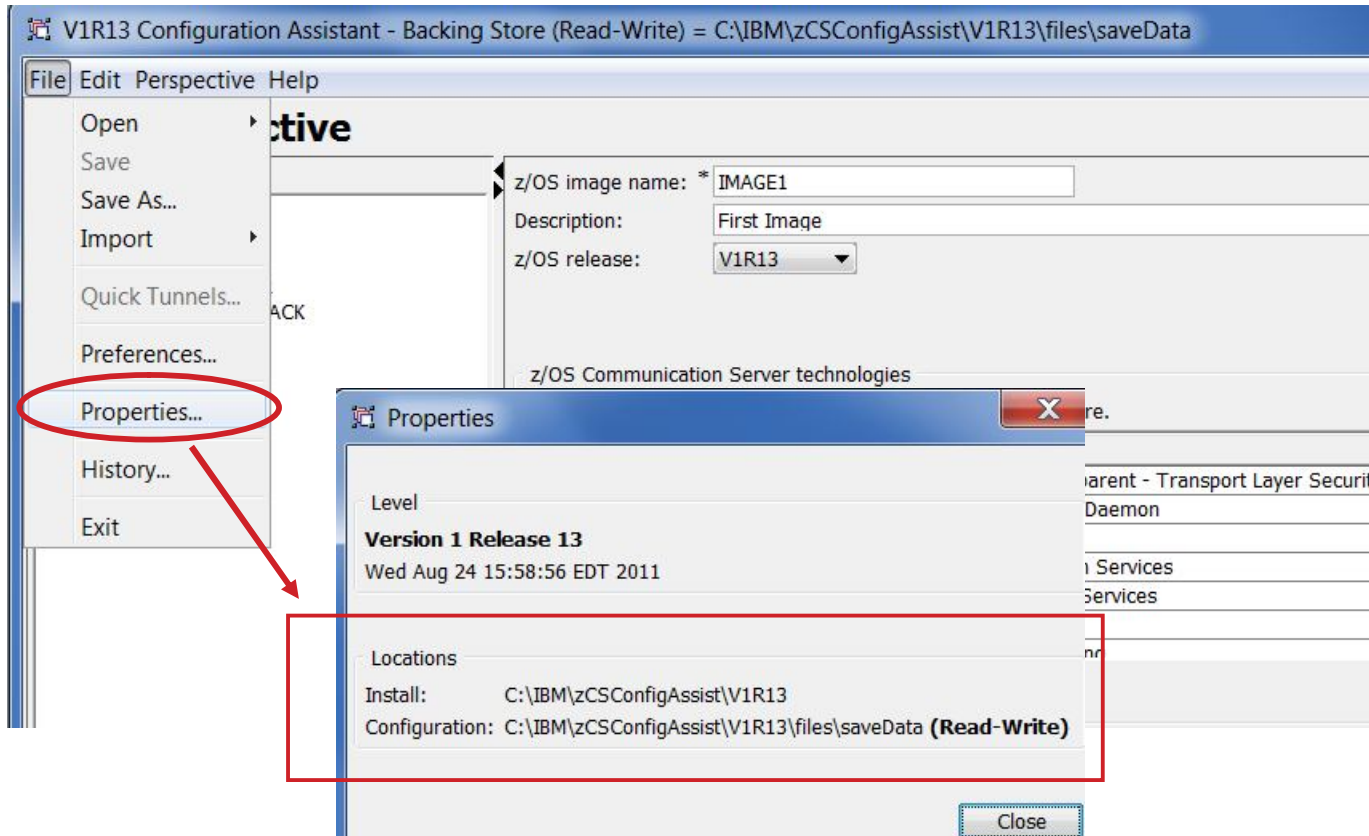 V1R13 Configuration Assistant - Backing Store (Read-Write) = C:\IBM\zCSConfigAssist\V1R13\files\saveData
File Edit Perspective Help
ctive
Open
Save
Save As...
Import
Quick Tunnels...
ACK
Preferences...
Properties...
History...
Exit
z/OS image name: * IMAGE1
Description: First Image
z/OS release: V1R13
z/OS Communication Server technologies
re.
arent - Transport Layer Securit
Daemon
n Services
Services
Properties
Level
Version 1 Release 13
Wed Aug 24 15:58:56 EDT 2011
Locations
Install: C:\IBM\zCSConfigAssist\V1R13
Configuration: C:\IBM\zCSConfigAssist\V1R13\files\saveData (Read-Write)
Close